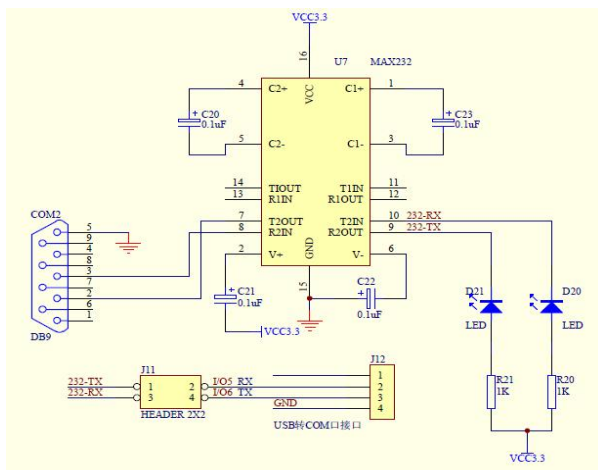 VCC3.3
16
U7 MAX232
VCC
4 C2+ C1+ 1
C20
0.1uF
C23
0.1uF
5 C2- C1- 3
14 TIOUT T1IN 11
13 R1IN R1OUT 12
7 T2OUT T2IN 10 232-RX
8 R2IN R2OUT 9 232-TX
2 V+ GND V- 6
15
COM2
5
9
4
8
3
7
2
6
1
DB9
C21
0.1uF
VCC3.3
C22
0.1uF
D21
LED
D20
LED
R21
1K
R20
1K
VCC3.3
J11
232-TX 1 2 I/O5 RX
232-RX 3 4 I/O6 TX
HEADER 2X2
J12
1
2
3
GND 4
USB转COM口接口